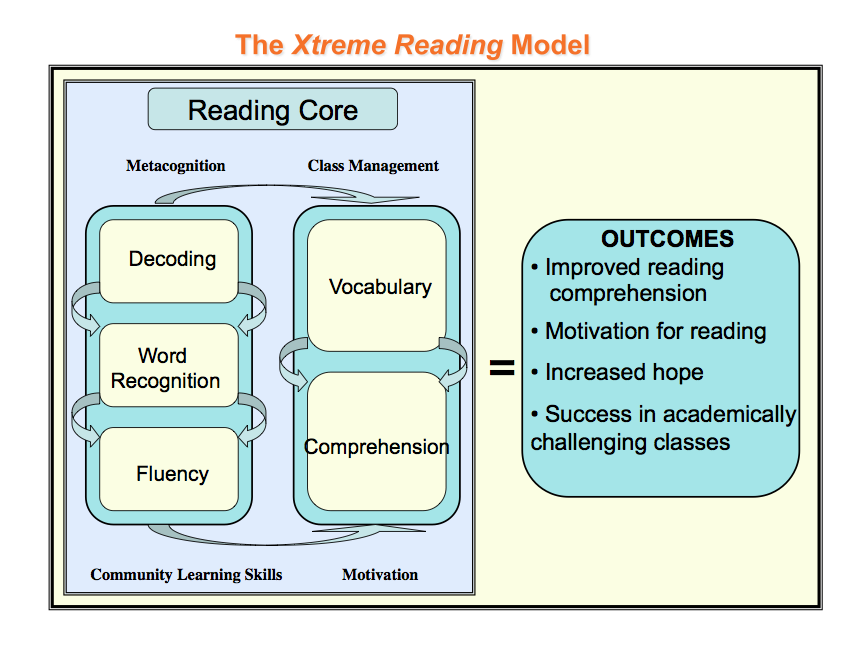 The Xtreme Reading Model
Reading Core
Metacognition
Class Management
Decoding
Word
Recognition
Fluency
Vocabulary
Comprehension
Community Learning Skills
Motivation
=
OUTCOMES
• Improved reading
comprehension
• Motivation for reading
• Increased hope
• Success in academically
challenging classes